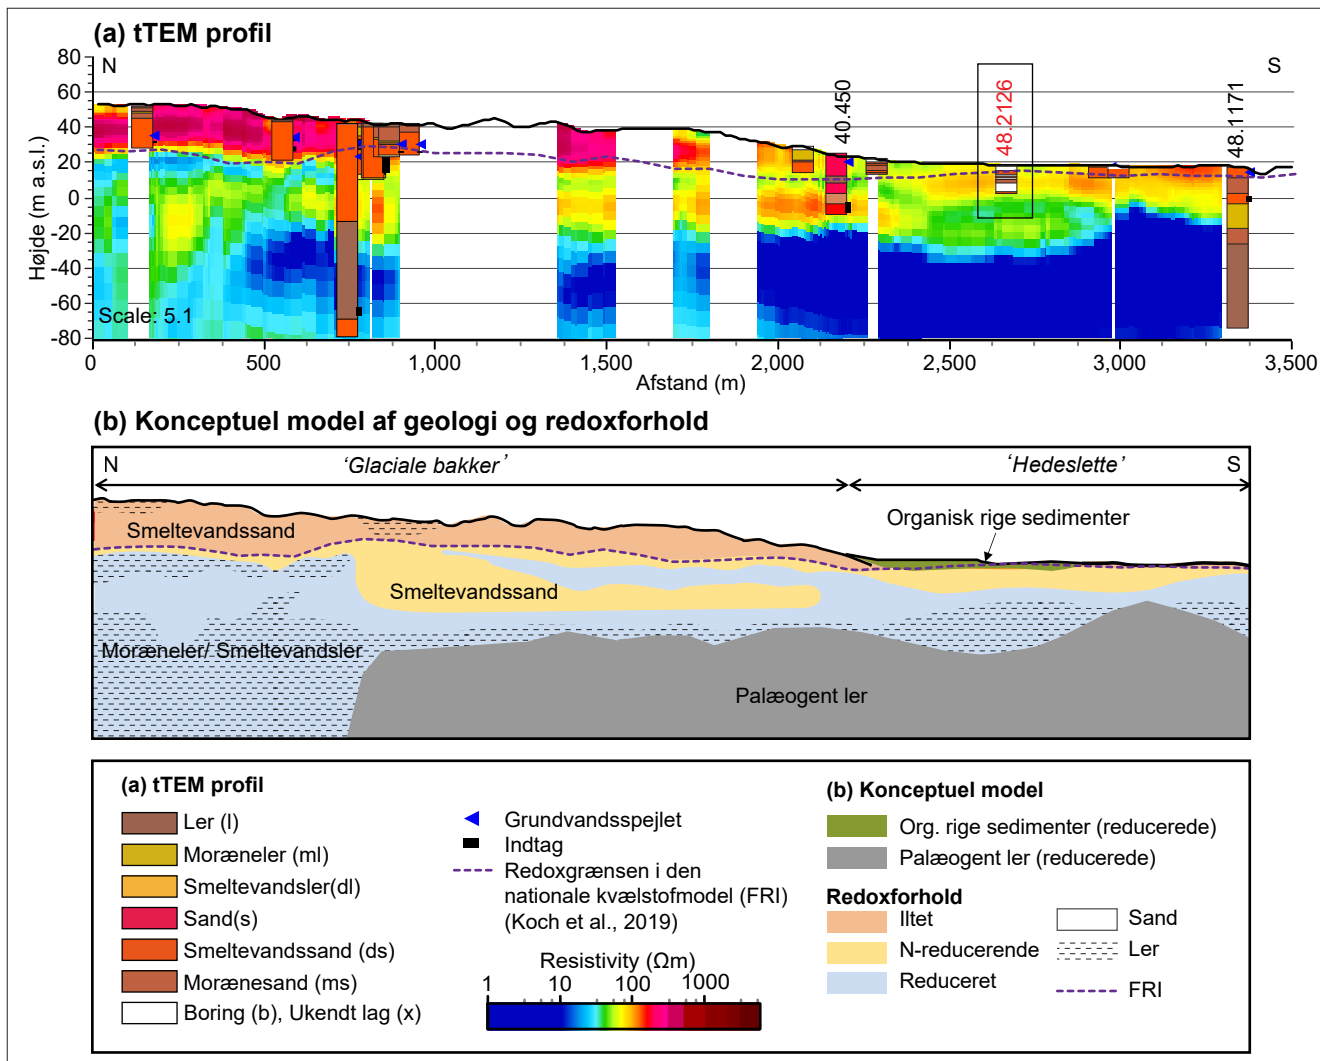 (a) tTEM profil
N
S
80
60
40
20
0
-20
-40
-60
-80
Højde (m a.s.l.)
40.450
48.2126
48.1171
Scale: 5.1
0
500
1,000
1,500
2,000
2,500
3,000
3,500
Afstand (m)
(b) Konceptuel model af geologi og redoxforhold
N
'Glaciale bakker'
'Hedeslette'
S
Smeltevandssand
Organisk rige sedimenter
Smeltevandssand
Moræneler/ Smeltevandsler
Palæogent ler
(a) tTEM profil
Ler (l)
Moræneler (ml)
Smeltevandsler(dl)
Sand(s)
Smeltevandssand (ds)
Morænesand (ms)
Boring (b), Ukendt lag (x)
Grundvandsspejlet
Indtag
Redoxgrænsen i den
nationale kvælstofmodel (FRI)
(Koch et al., 2019)
Resistivity (Ωm)
1
10
100
1000
(b) Konceptuel model
Org. rige sedimenter (reducerede)
Palæogent ler (reducerede)
Redoxforhold
Iltet
N-reducerende
Reduceret
Sand
Ler
FRI